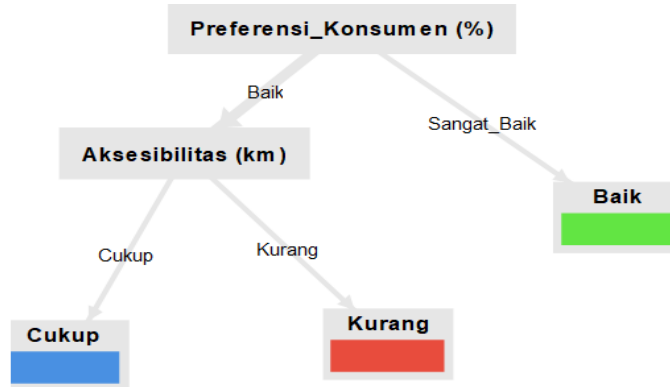 Preferensi_Konsumen (%)
Baik
Sangat_Baik
Aksesibilitas (km)
Baik
Cukup
Kurang
Cukup
Kurang